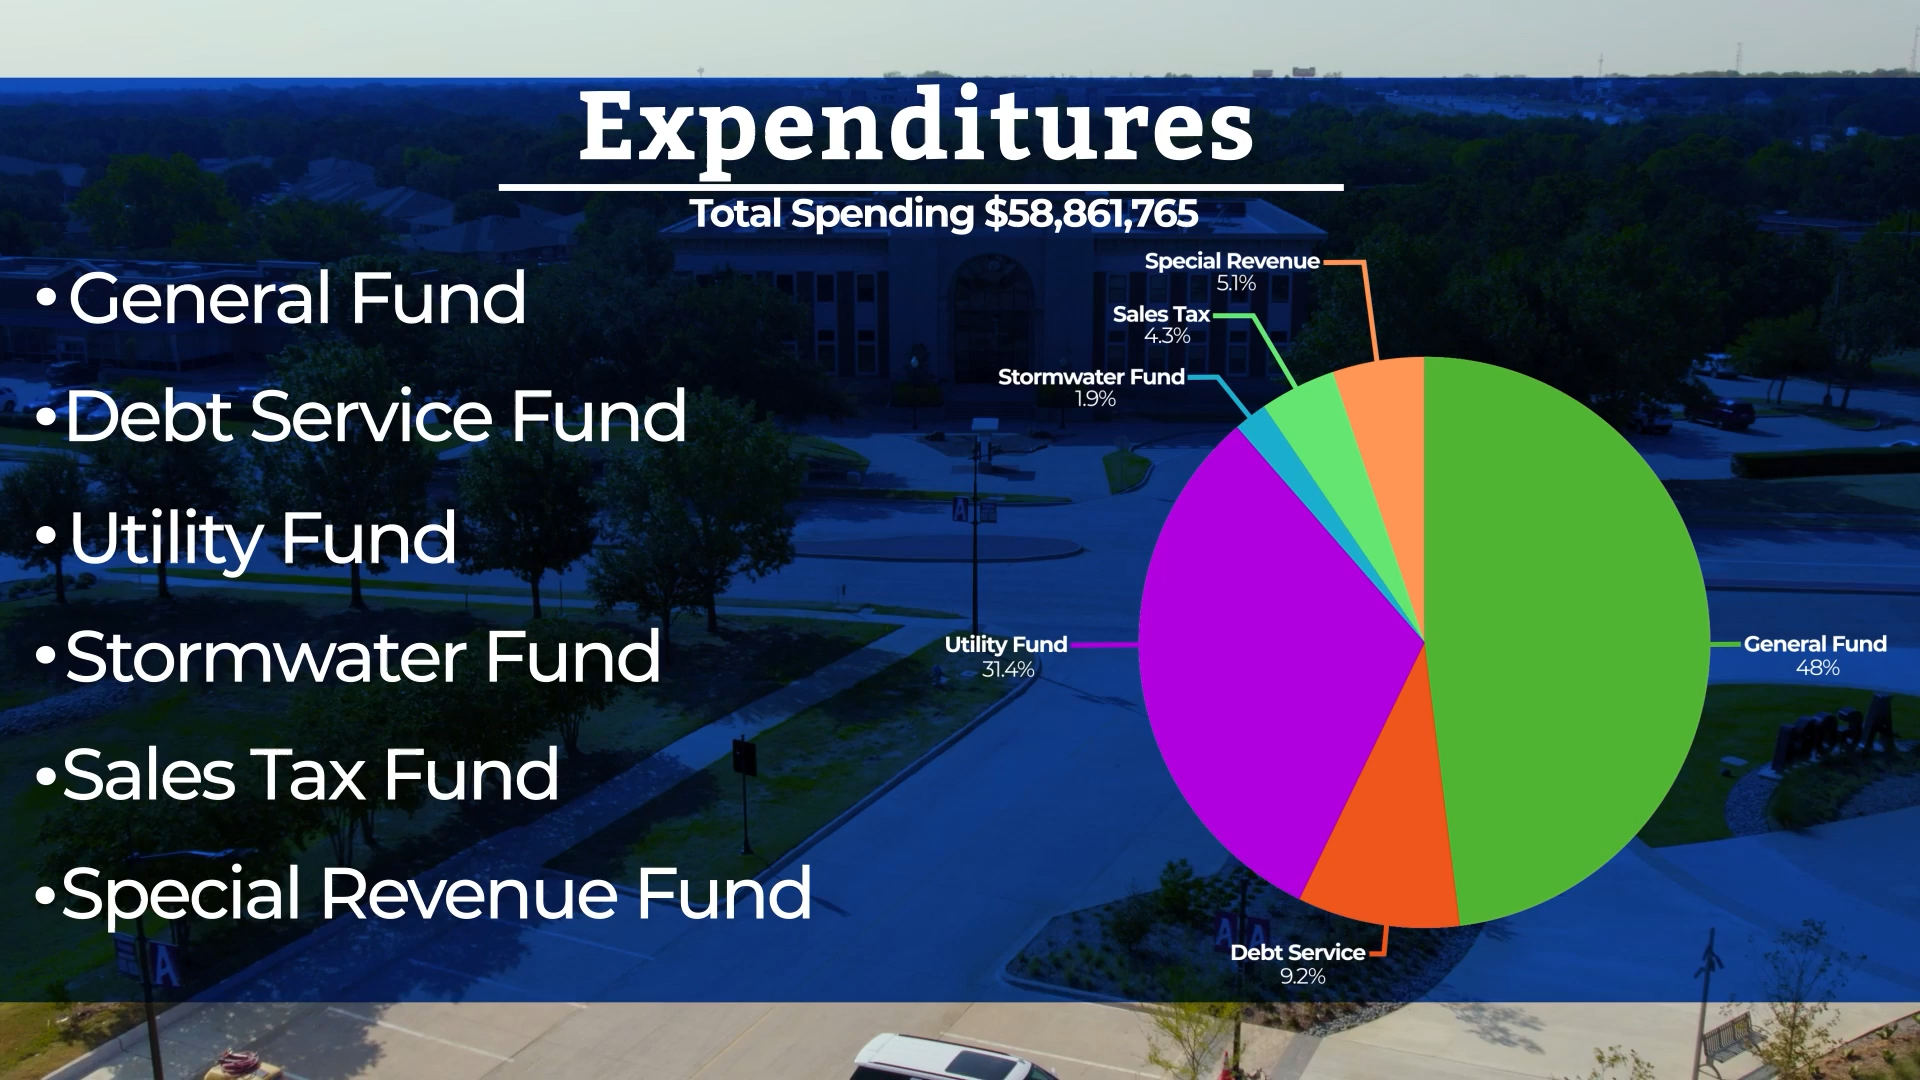 Expenditures
Total Spending $58,861,765
• General Fund
• Debt Service Fund
• Utility Fund
• Stormwater Fund
• Sales Tax Fund
• Special Revenue Fund
Special Revenue
5.1%
Sales Tax
4.3%
Stormwater Fund
1.9%
Utility Fund
31.4%
General Fund
48%
Debt Service
9.2%
A
A
A
A